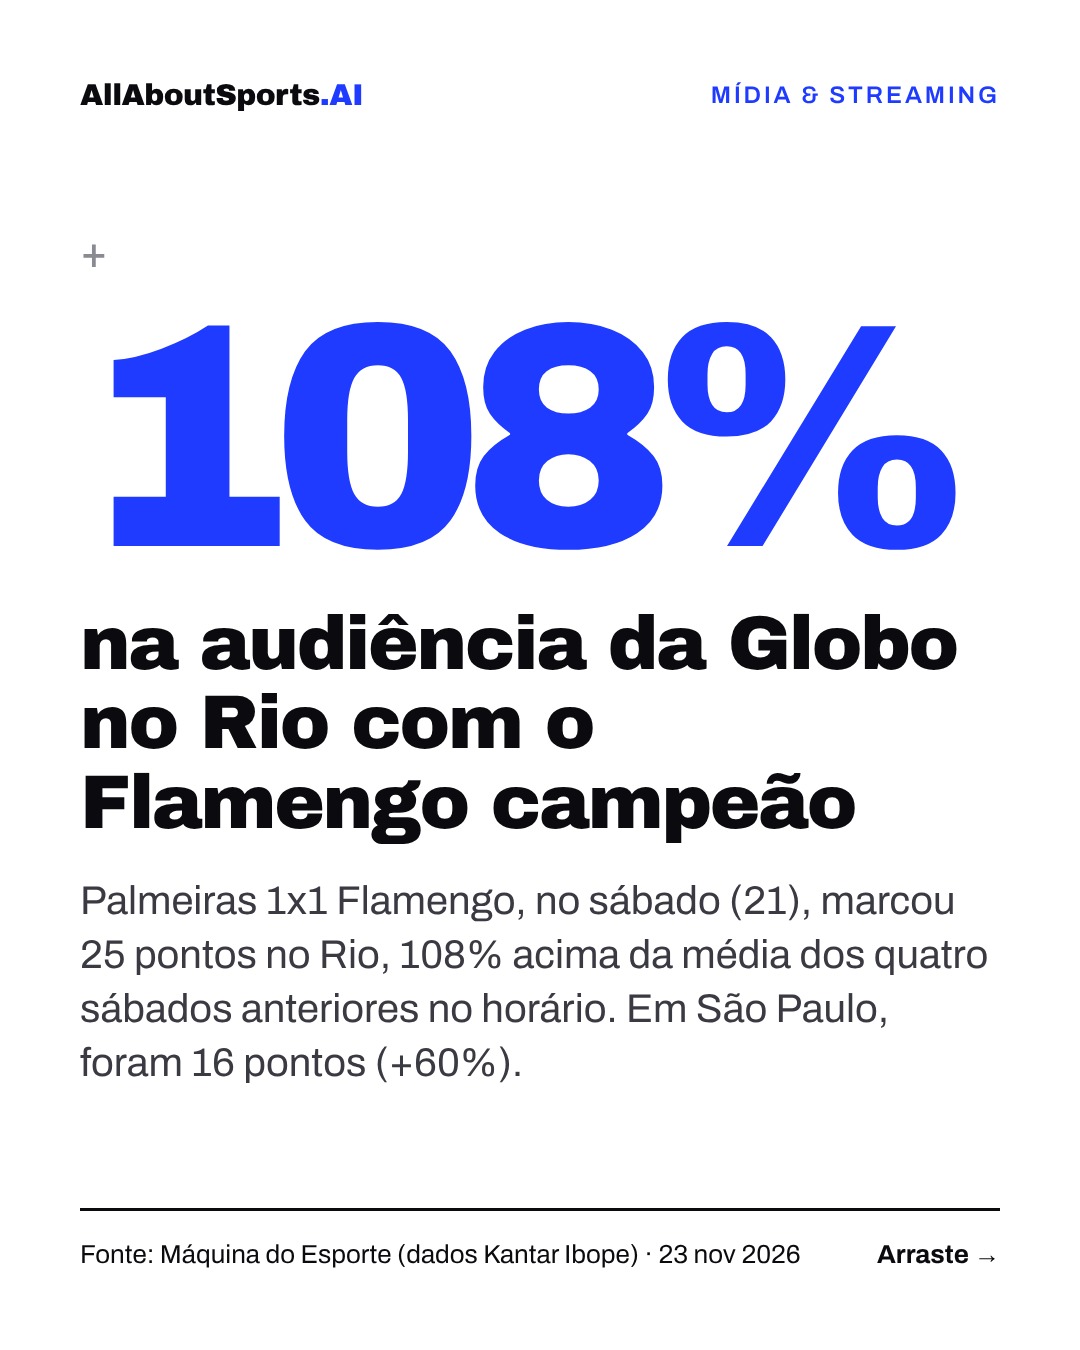 AllAboutSports.AI
MÍDIA & STREAMING
+
108%
na audiência da Globo
no Rio com o
Flamengo campeão
Palmeiras 1x1 Flamengo, no sábado (21), marcou
25 pontos no Rio, 108% acima da média dos quatro
sábados anteriores no horário. Em São Paulo,
foram 16 pontos (+60%).
Fonte: Máquina do Esporte (dados Kantar Ibope) · 23 nov 2026
Arraste →